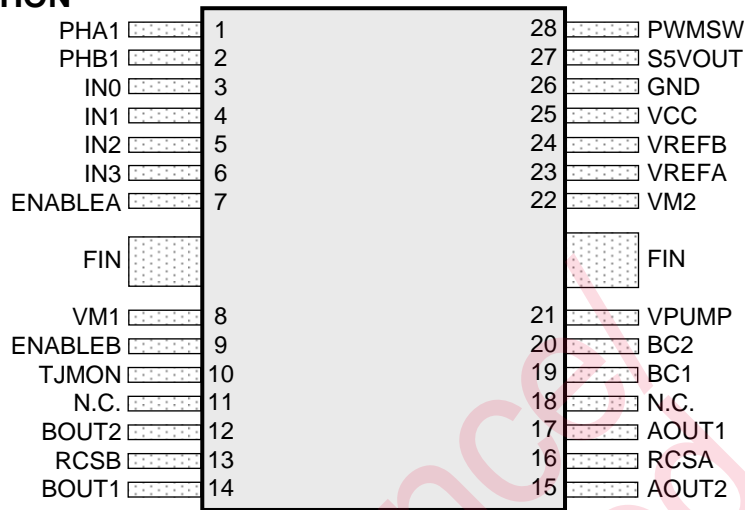 PHA1 1 28 PWMSW
PHB1 2 27 S5VOUT
IN0 3 26 GND
IN1 4 25 VCC
IN2 5 24 VREFB
IN3 6 23 VREFA
ENABLEA 7 22 VM2
FIN FIN
VM1 8 21 VPUMP
ENABLEB 9 20 BC2
TJMON 10 19 BC1
N.C. 11 18 N.C.
BOUT2 12 17 AOUT1
RCSB 13 16 RCSA
BOUT1 14 15 AOUT2